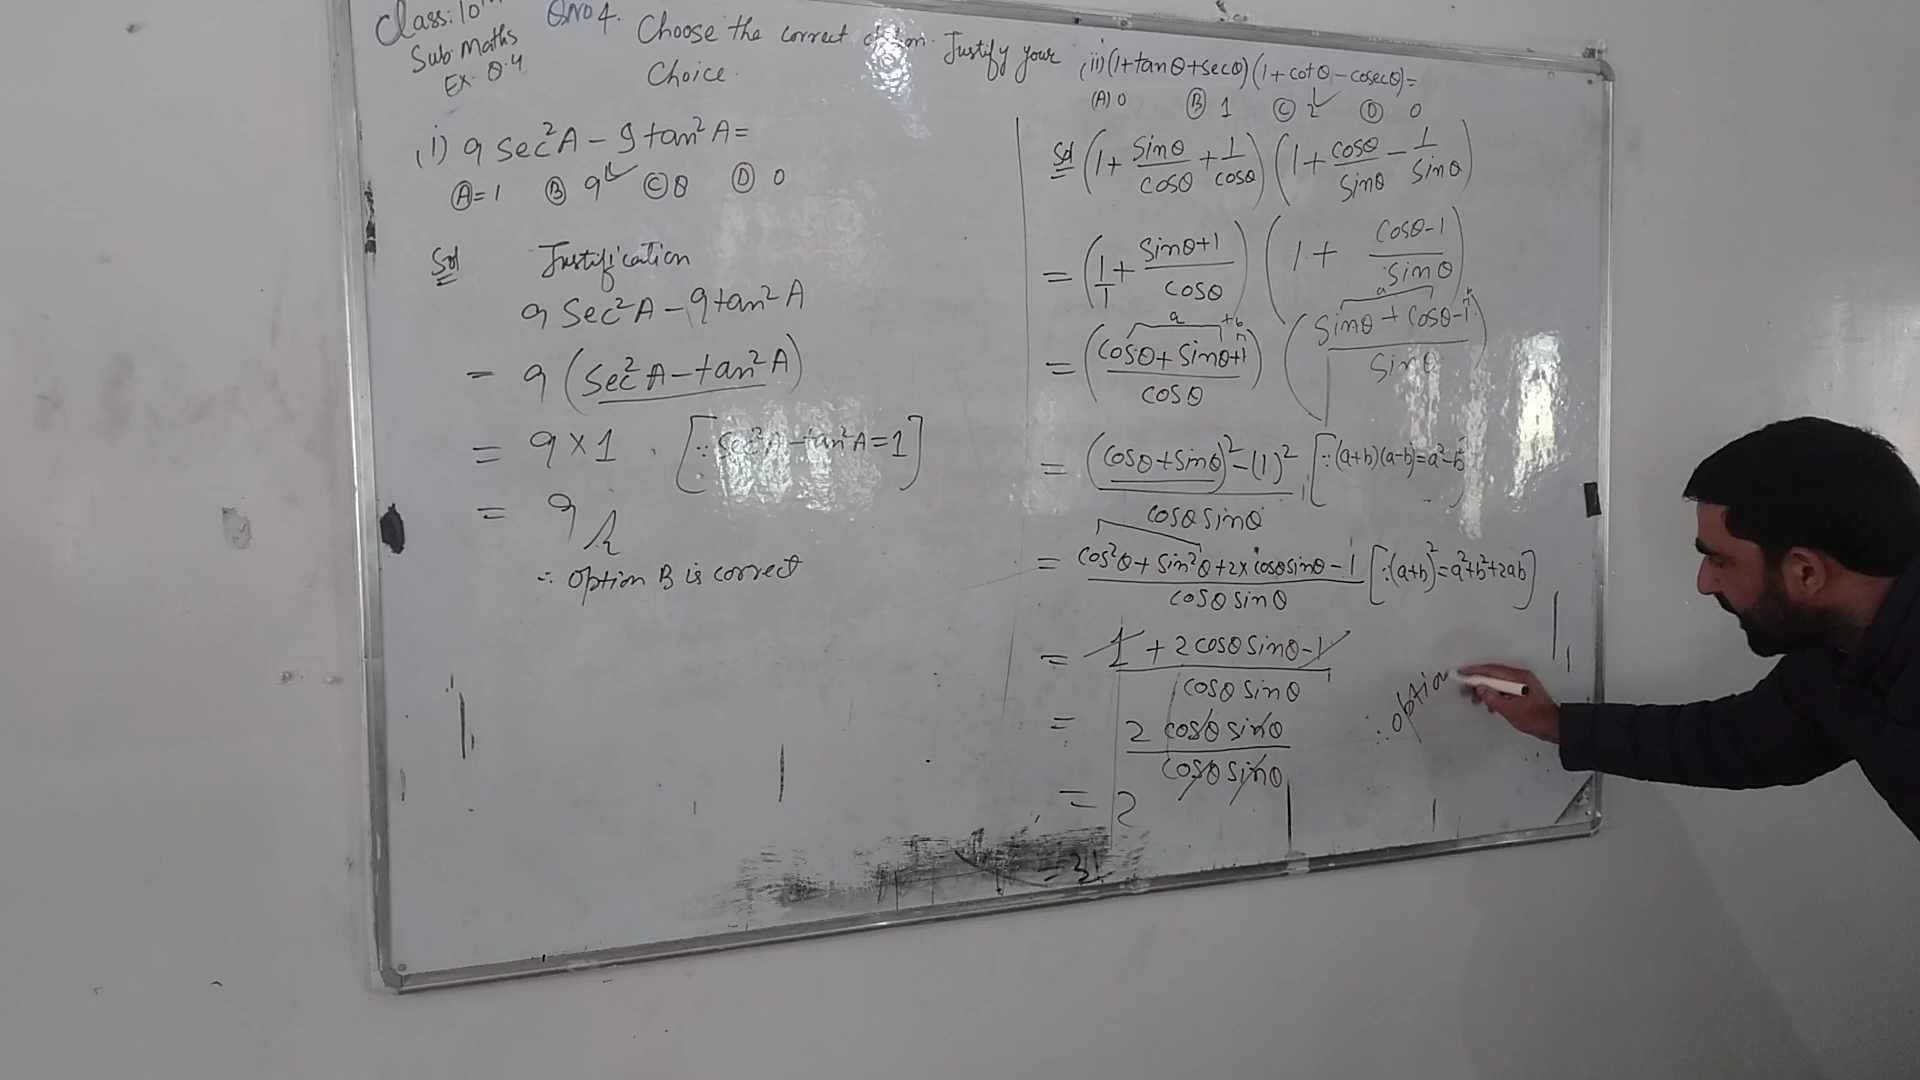 Class: 10th
Sub: Maths
Ex. 8.4
QNo 4. Choose the correct option. Justify your
Choice.
(i) 9 sec²A - 9 tan²A =
Ⓐ = 1 Ⓑ 9 ✓ Ⓒ 8 Ⓓ 0
Sol Justification
9 Sec²A - 9 tan²A
= 9 (Sec²A - tan²A)
= 9 × 1 . [∵ Sec²A - tan²A = 1]
= 9
∴ option B is correct
(ii) (1+tanθ+secθ) (1+cotθ-cosecθ)=
(A) 0 Ⓑ 1 Ⓒ 2 ✓ Ⓓ 0
Sol (1 + Sinθ/cosθ + 1/cosθ) (1 + cosθ/sinθ - 1/sinθ)
= (1/1 + Sinθ+1/cosθ) (1 + cosθ-1/sinθ)
a +b a b
= (cosθ + Sinθ+1/cosθ) (Sinθ + cosθ-1/Sinθ)
= (cosθ+sinθ)² - (1)²/cosθ sinθ [∵ (a+b)(a-b)=a²-b²]
= cos²θ + Sin²θ + 2× cosθ sinθ - 1/cosθ sinθ [∵ (a+b)²=a²+b²+2ab]
= 1 + 2 cosθ sinθ - 1/cosθ sinθ
= 2 cosθ sinθ/cosθ sinθ
= 2
∴ optio